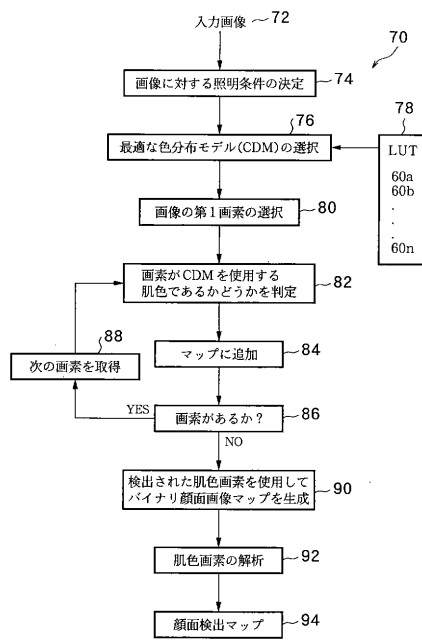 入力画像
72
70
画像に対する照明条件の決定
74
76
78
最適な色分布モデル(CDM)の選択
LUT
60a
60b
.
.
.
60n
画像の第1画素の選択
80
画素がCDMを使用する
肌色であるかどうかを判定
82
88
次の画素を取得
マップに追加
84
YES
画素があるか?
86
NO
検出された肌色画素を使用して
バイナリ顔面画像マップを生成
90
肌色画素の解析
92
顔面検出マップ
94